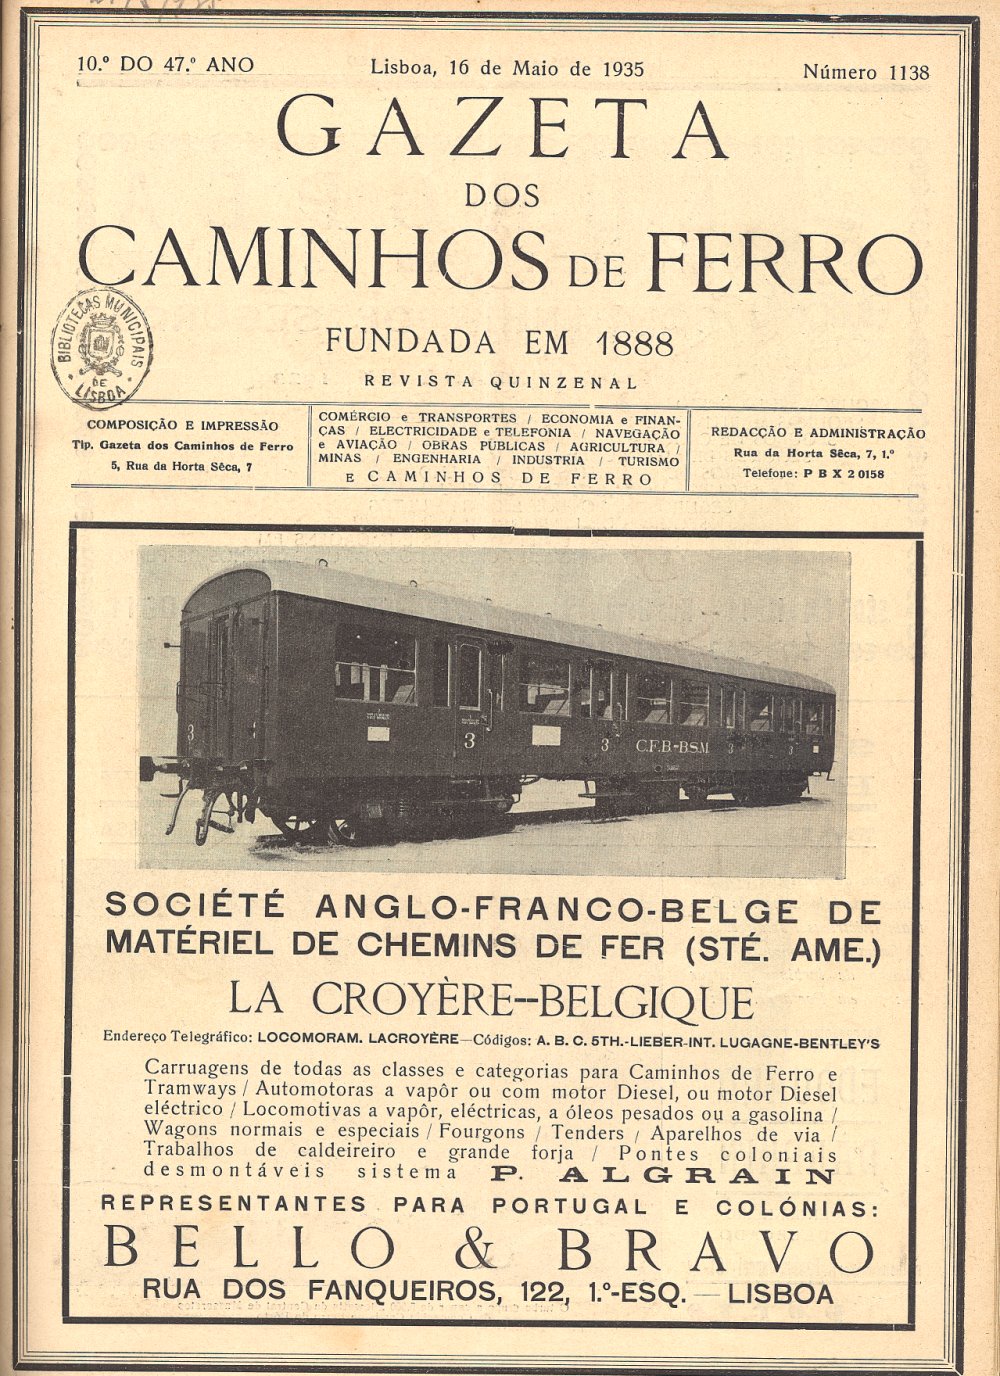 10.º DO 47.º ANO
Lisboa, 16 de Maio de 1935
Número 1138
GAZETA
DOS
CAMINHOS DE FERRO
FUNDADA EM 1888
REVISTA QUINZENAL
BIBLIOTECAS MUNICIPAIS
DE
LISBOA
COMPOSIÇÃO E IMPRESSÃO
Tip. Gazeta dos Caminhos de Ferro
5, Rua da Horta Sêca, 7
COMÉRCIO e TRANSPORTES / ECONOMIA e FINAN-
ÇAS / ELECTRICIDADE e TELEFONIA / NAVEGAÇÃO
e AVIAÇÃO / OBRAS PÚBLICAS / AGRICULTURA /
MINAS / ENGENHARIA / INDUSTRIA / TURISMO
E CAMINHOS DE FERRO
REDACÇÃO E ADMINISTRAÇÃO
Rua da Horta Sêca, 7, 1.º
Telefone: P B X 20158
3
3
3
C.F.B-B.S.M
3
3
SOCIÉTÉ ANGLO-FRANCO-BELGE DE
MATÉRIEL DE CHEMINS DE FER (STÉ. AME.)
LA CROYÈRE--BELGIQUE
Endereço Telegráfico: LOCOMORAM. LACROYÈRE—Códigos: A. B. C. 5TH.-LIEBER-INT. LUGAGNE-BENTLEY'S
Carruagens de todas as classes e categorias para Caminhos de Ferro e
Tramways / Automotoras a vapôr ou com motor Diesel, ou motor Diesel
eléctrico / Locomotivas a vapôr, eléctricas, a óleos pesados ou a gasolina /
Wagons normais e especiais / Fourgons / Tenders / Aparelhos de via /
Trabalhos de caldeireiro e grande forja / Pontes coloniais
desmontáveis sistema P. ALGRAIN
REPRESENTANTES PARA PORTUGAL E COLÓNIAS:
BELLO & BRAVO
RUA DOS FANQUEIROS, 122, 1.º-ESQ. — LISBOA